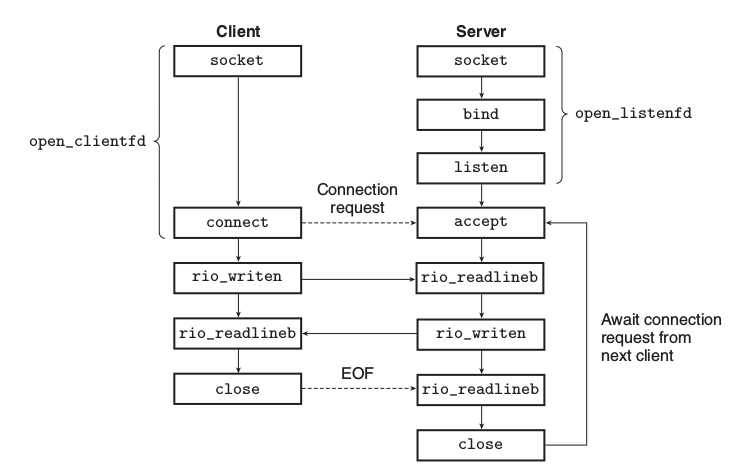 Client
Server
socket
socket
bind
open_clientfd
open_listenfd
listen
Connection
request
connect
accept
rio_writen
rio_readlineb
rio_readlineb
rio_writen
Await connection
request from
next client
EOF
close
rio_readlineb
close